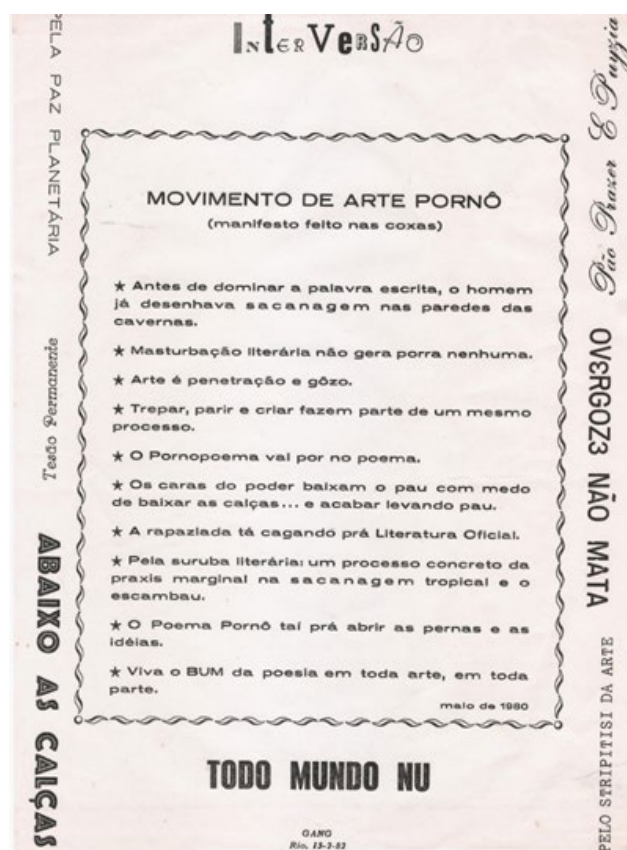 InterVersão
MOVIMENTO DE ARTE PORNÔ
(manifesto feito nas coxas)
★ Antes de dominar a palavra escrita, o homem
já desenhava sacanagem nas paredes das
cavernas.
★ Masturbação literária não gera porra nenhuma.
★ Arte é penetração e gôzo.
★ Trepar, parir e criar fazem parte de um mesmo
processo.
★ O Pornopoema vai por no poema.
★ Os caras do poder baixam o pau com medo
de baixar as calças... e acabar levando pau.
★ A rapaziada tá cagando prá Literatura Oficial.
★ Pela suruba literária: um processo concreto da
praxis marginal na sacanagem tropical e o
escambau.
★ O Poema Pornô taí prá abrir as pernas e as
idéias.
★ Viva o BUM da poesia em toda arte, em toda
parte.
maio de 1980
TODO MUNDO NU
GANG
Rio, 13-2-82
PELA PAZ PLANETÁRIA
Tesão Permanente
ABAIXO AS CALÇAS
Pão Prazer &
OVƐRGOZ3 NÃO MATA
PELO STRIPITISI DA ARTE